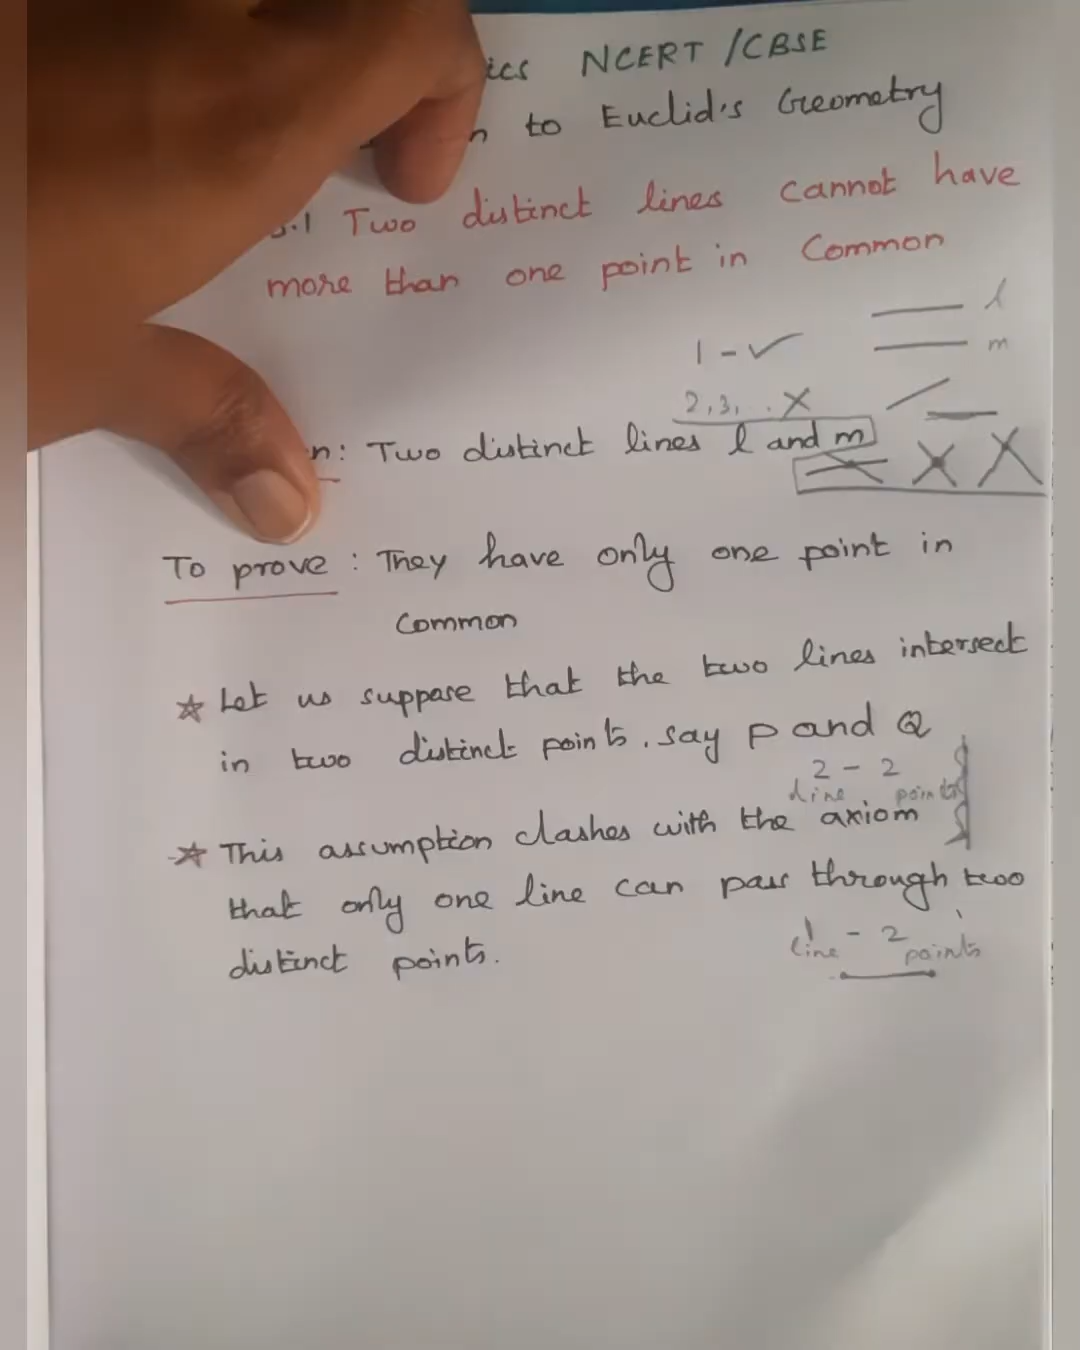 NCERT / CBSE
to Euclid's Geometry
.1 Two distinct lines cannot have
more than one point in Common
l
1 - ✓
m
2, 3, . . X
: Two distinct lines l and m
To prove : They have only one point in
Common
☆ Let us suppose that the two lines intersect
in two distinct points. say p and Q
2 - 2
line points
☆ This assumption clashes with the axiom
that only one line can pass through two
1 - 2
line points
distinct points.